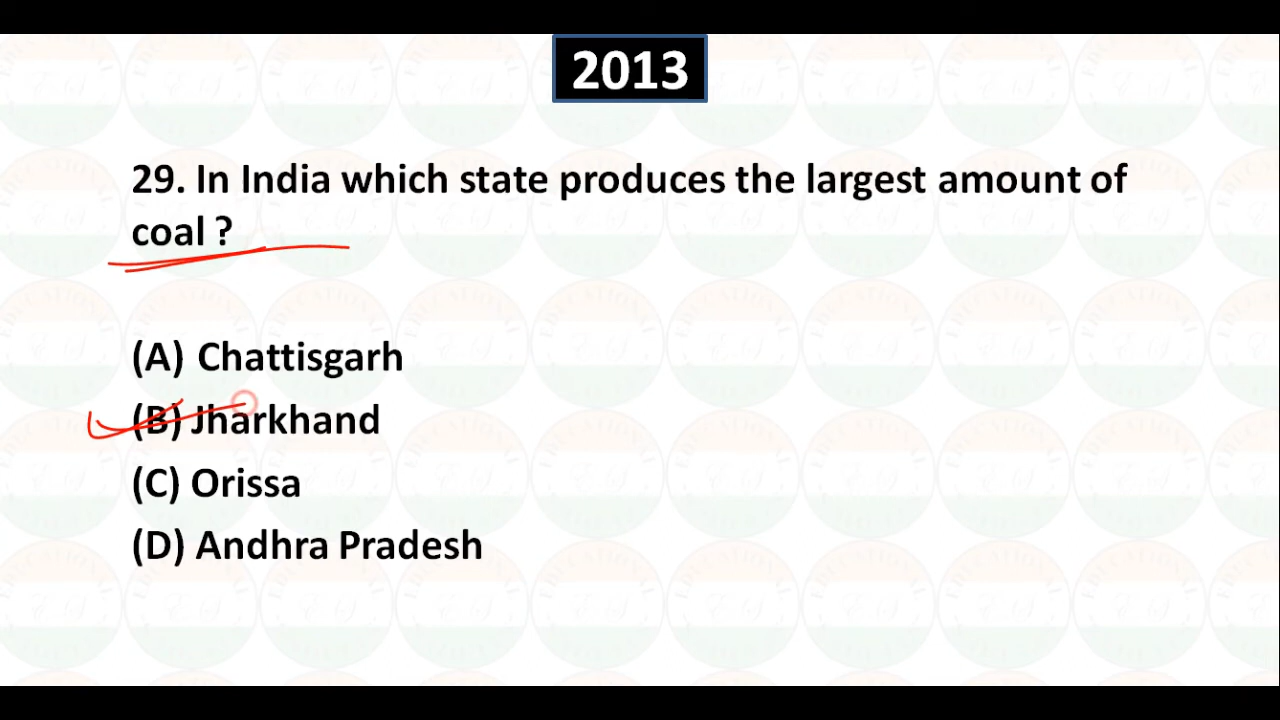 2013
29. In India which state produces the largest amount of
coal ?
(A) Chattisgarh
(B) Jharkhand
(C) Orissa
(D) Andhra Pradesh